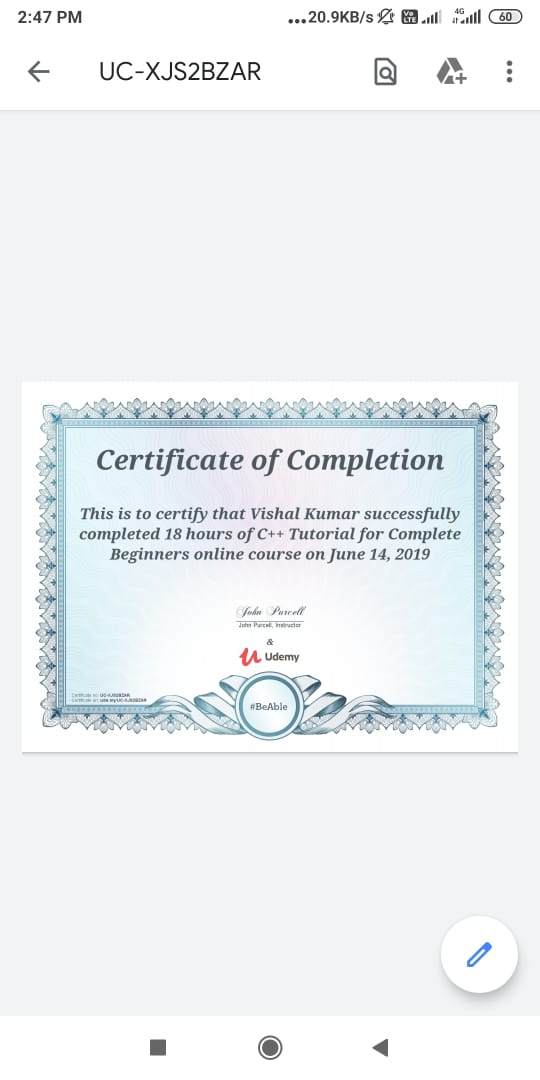 2:47 PM
...20.9KB/s Vo LTE 4G 60
UC-XJS2BZAR
Certificate of Completion
This is to certify that Vishal Kumar successfully
completed 18 hours of C++ Tutorial for Complete
Beginners online course on June 14, 2019
John Purcell
John Purcell, Instructor
&
Udemy
Certificate no: UC-XJS2BZAR
Certificate url: ude.my/UC-XJS2BZAR
#BeAble